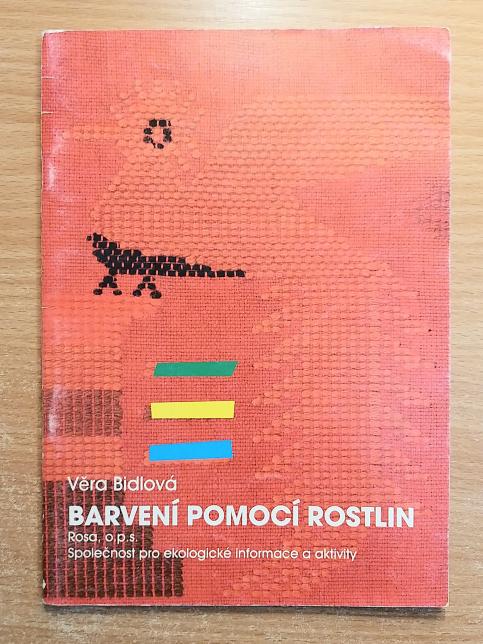 Věra Bidlová
BARVENÍ POMOCÍ ROSTLIN
Rosa, o.p.s.
Společnost pro ekologické informace a aktivity